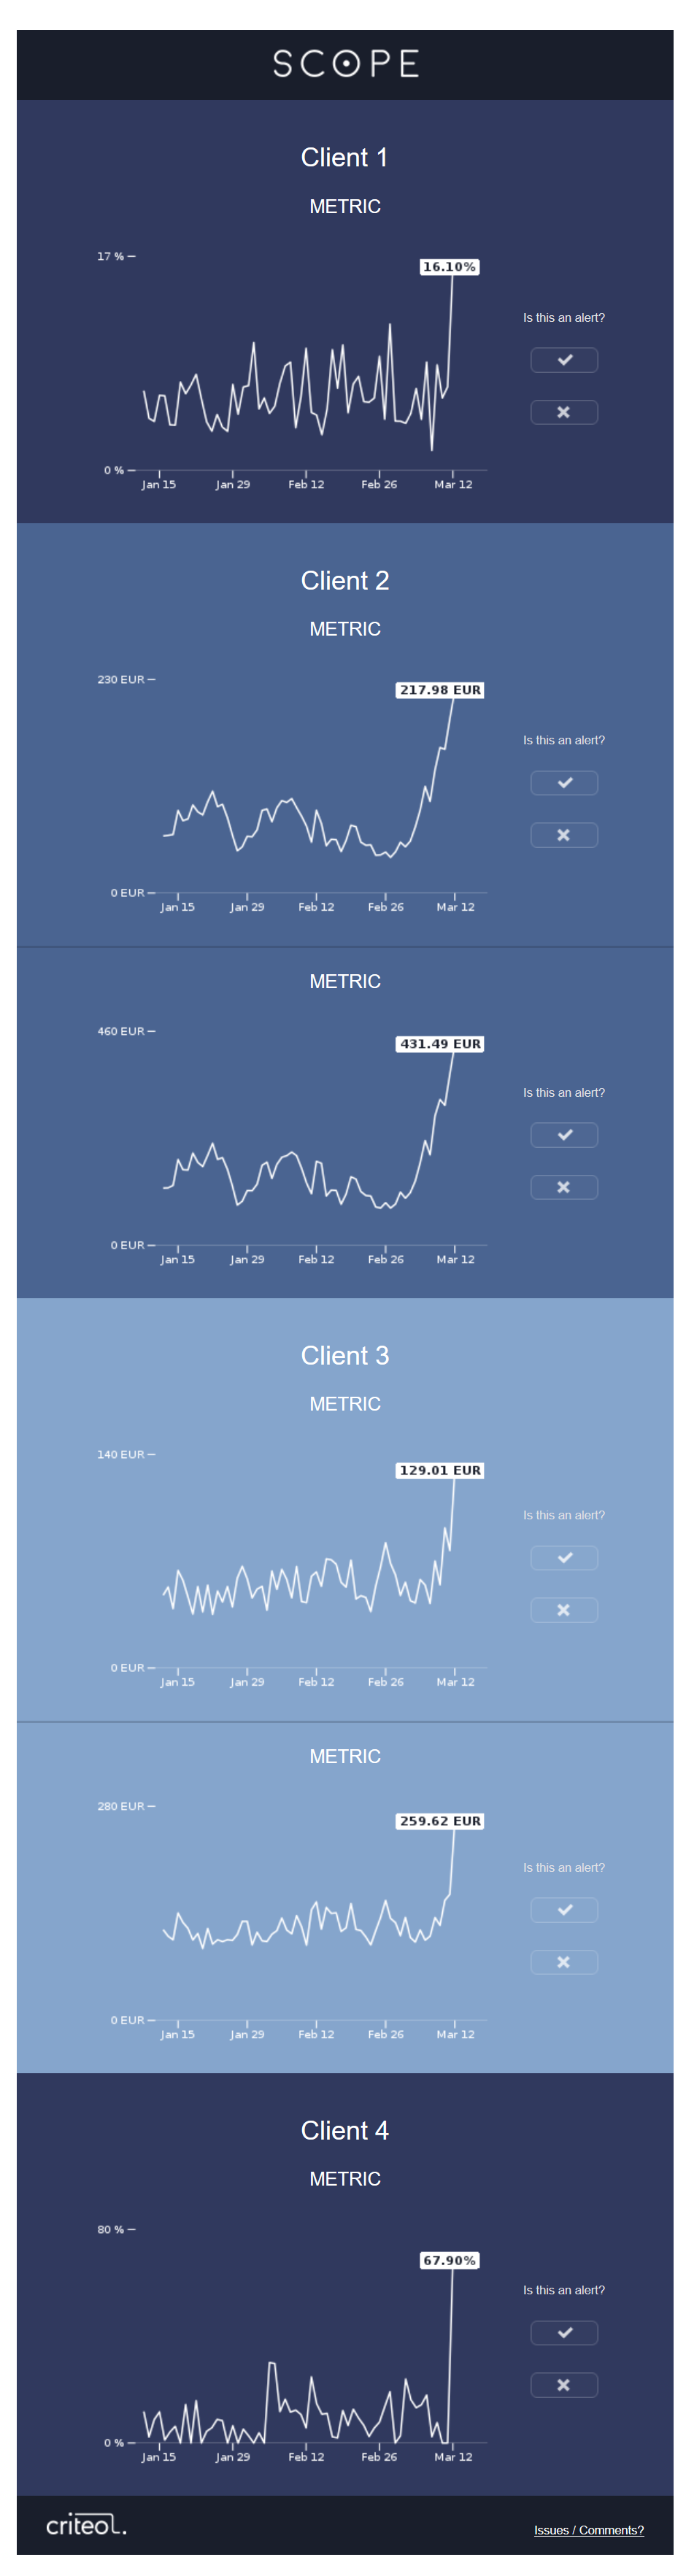 SCOPE
Client 1
METRIC
17 %
16.10%
Is this an alert?
0 %
Jan 15 Jan 29 Feb 12 Feb 26 Mar 12
Client 2
METRIC
230 EUR
217.98 EUR
Is this an alert?
0 EUR
Jan 15 Jan 29 Feb 12 Feb 26 Mar 12
METRIC
460 EUR
431.49 EUR
Is this an alert?
0 EUR
Jan 15 Jan 29 Feb 12 Feb 26 Mar 12
Client 3
METRIC
140 EUR
129.01 EUR
Is this an alert?
0 EUR
Jan 15 Jan 29 Feb 12 Feb 26 Mar 12
METRIC
280 EUR
259.62 EUR
Is this an alert?
0 EUR
Jan 15 Jan 29 Feb 12 Feb 26 Mar 12
Client 4
METRIC
80 %
67.90%
Is this an alert?
0 %
Jan 15 Jan 29 Feb 12 Feb 26 Mar 12
criteo.
Issues / Comments?